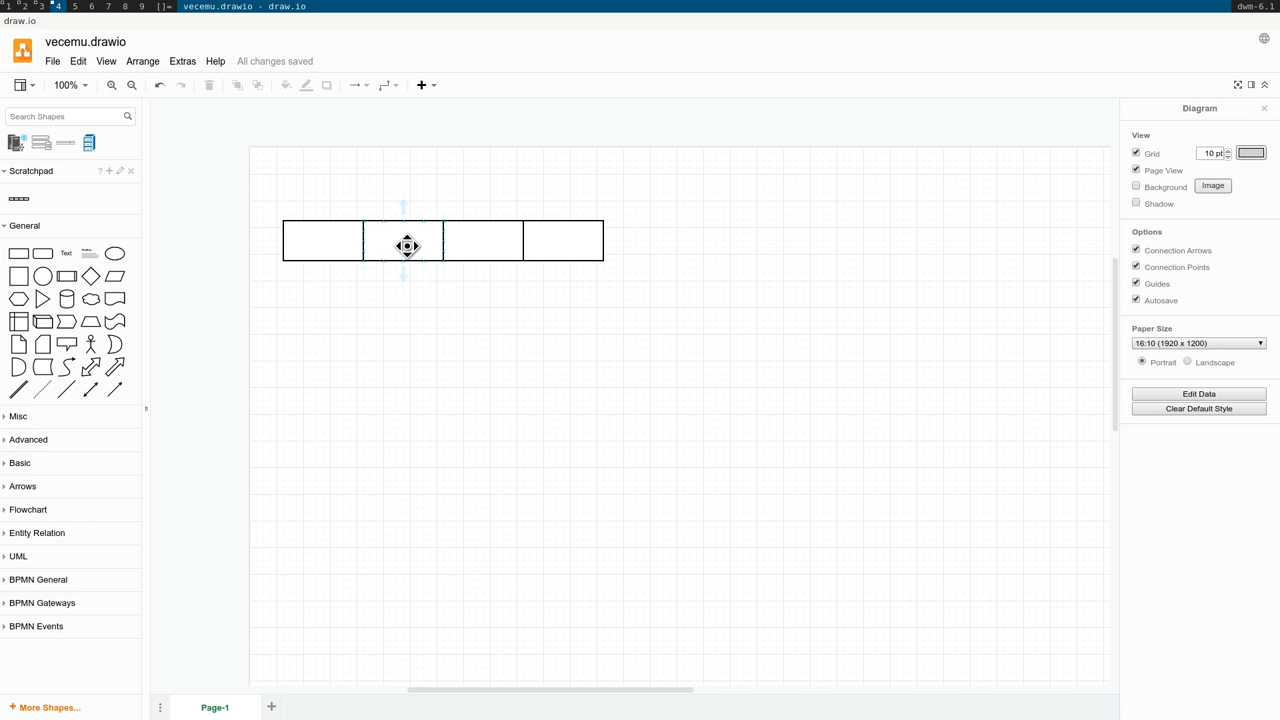 1 2 3 4 5 6 7 8 9 []= vecemu.drawio - draw.io dwm-6.1
draw.io
vecemu.drawio
File Edit View Arrange Extras Help All changes saved
100%
Search Shapes
Scratchpad
General
Text
Heading
Misc
Advanced
Basic
Arrows
Flowchart
Entity Relation
UML
BPMN General
BPMN Gateways
BPMN Events
More Shapes...
Page-1
Diagram
View
Grid 10 pt
Page View
Background Image
Shadow
Options
Connection Arrows
Connection Points
Guides
Autosave
Paper Size
16:10 (1920 x 1200)
Portrait Landscape
Edit Data
Clear Default Style